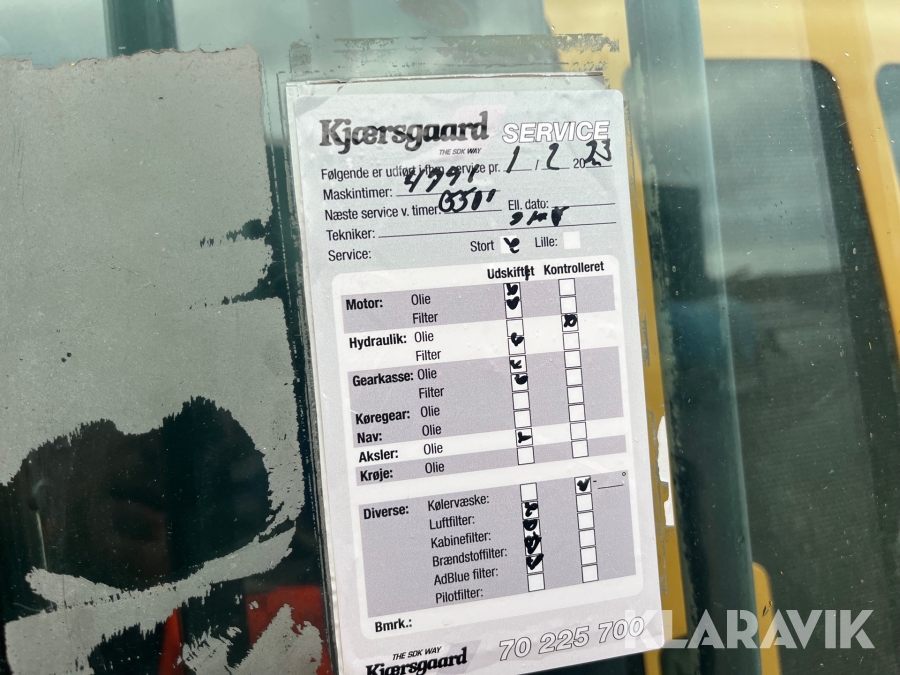 Kjærsgaard SERVICE
THE SDK WAY
Følgende er udført i fbm. service pr. 1 / 2 2023
Maskintimer:
Næste service v. timer: Ell. dato:
Tekniker:
Service: Stort Lille:
Udskiftet Kontrolleret
Motor: Olie
Filter
Hydraulik: Olie
Filter
Gearkasse: Olie
Filter
Køregear: Olie
Nav: Olie
Aksler: Olie
Krøje: Olie
Diverse: Kølervæske: -___°
Luftfilter:
Kabinefilter:
Brændstoffilter:
AdBlue filter:
Pilotfilter:
Bmrk.:
THE SDK WAY
Kjærsgaard 70 225 700
KLARAVIK